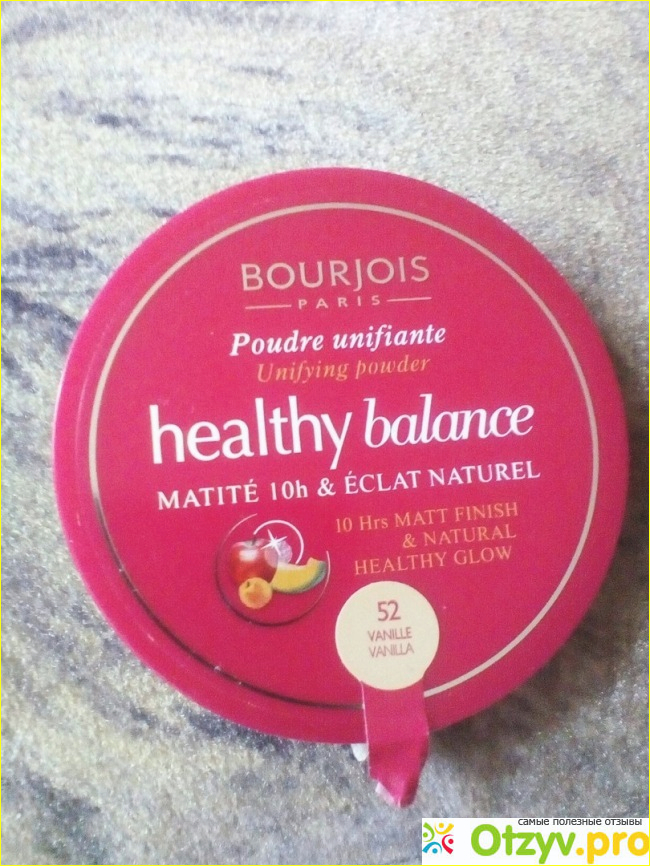 BOURJOIS
PARIS
Poudre unifiante
Unifying powder
healthy balance
MATITÉ 10h & ÉCLAT NATUREL
10 Hrs MATT FINISH
& NATURAL
HEALTHY GLOW
52
VANILLE
VANILLA
самые полезные отзывы
Otzyv.pro